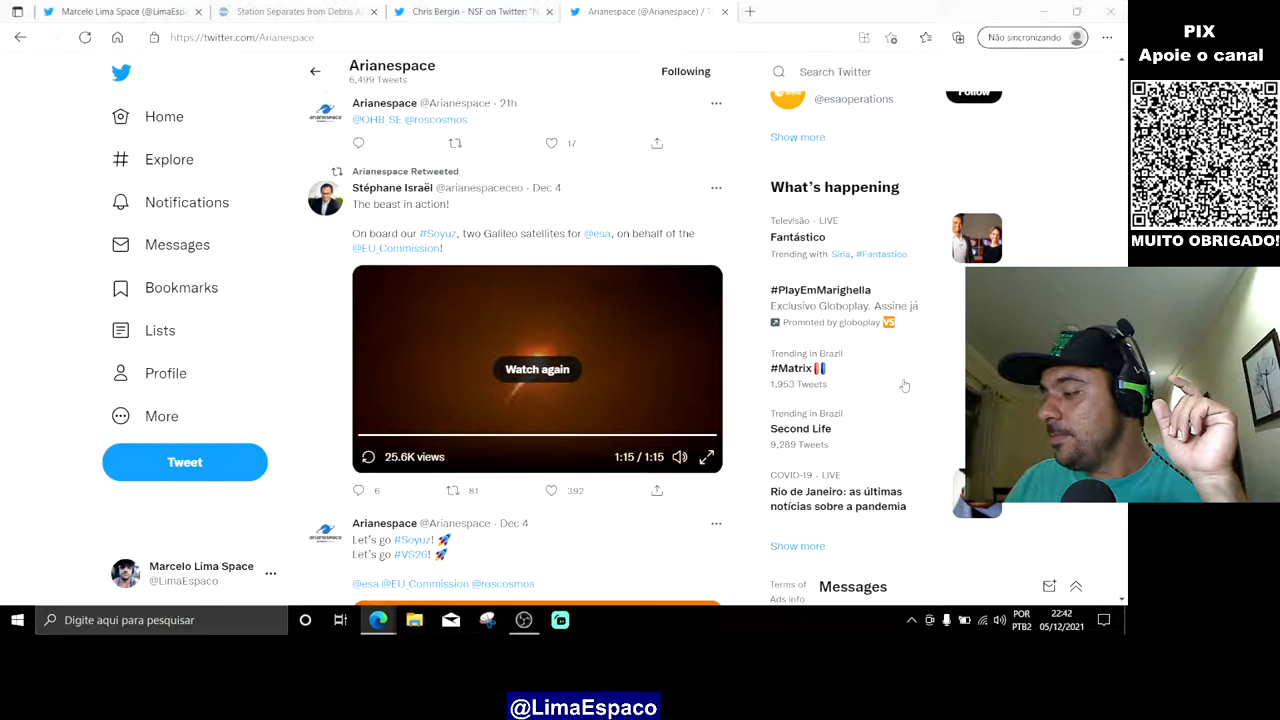 Marcelo Lima Space (@LimaEsp
Station Separates from Debris A
Chris Bergin - NSF on Twitter: "N
Arianespace (@Arianespace) / T
https://twitter.com/Arianespace
Não sincronizando
PIX
Apoie o canal
MUITO OBRIGADO!
Home
Explore
Notifications
Messages
Bookmarks
Lists
Profile
More
Tweet
Marcelo Lima Space
@LimaEspaco
Arianespace
6,499 Tweets
Following
Arianespace @Arianespace · 21h
@OHB_SE @roscosmos
17
Arianespace Retweeted
Stéphane Israël @arianespaceceo · Dec 4
The beast in action!
On board our #Soyuz, two Galileo satellites for @esa, on behalf of the
@EU_Commission!
Watch again
25.6K views
1:15 / 1:15
6
81
392
Arianespace @Arianespace · Dec 4
Let's go #Soyuz! 🚀
Let's go #VS26! 🚀
@esa @EU_Commission @roscosmos
Search Twitter
@esaoperations
Follow
Show more
What's happening
Televisão · LIVE
Fantástico
Trending with Síria, #Fantastico
#PlayEmMarighella
Exclusivo Globoplay. Assine já
Promoted by globoplay 🆚
Trending in Brazil
#Matrix
1,953 Tweets
Trending in Brazil
Second Life
9,289 Tweets
COVID-19 · LIVE
Rio de Janeiro: as últimas
notícias sobre a pandemia
Show more
Terms of
Ads info
Messages
Digite aqui para pesquisar
POR
PTB2
22:42
05/12/2021
@LimaEspaco